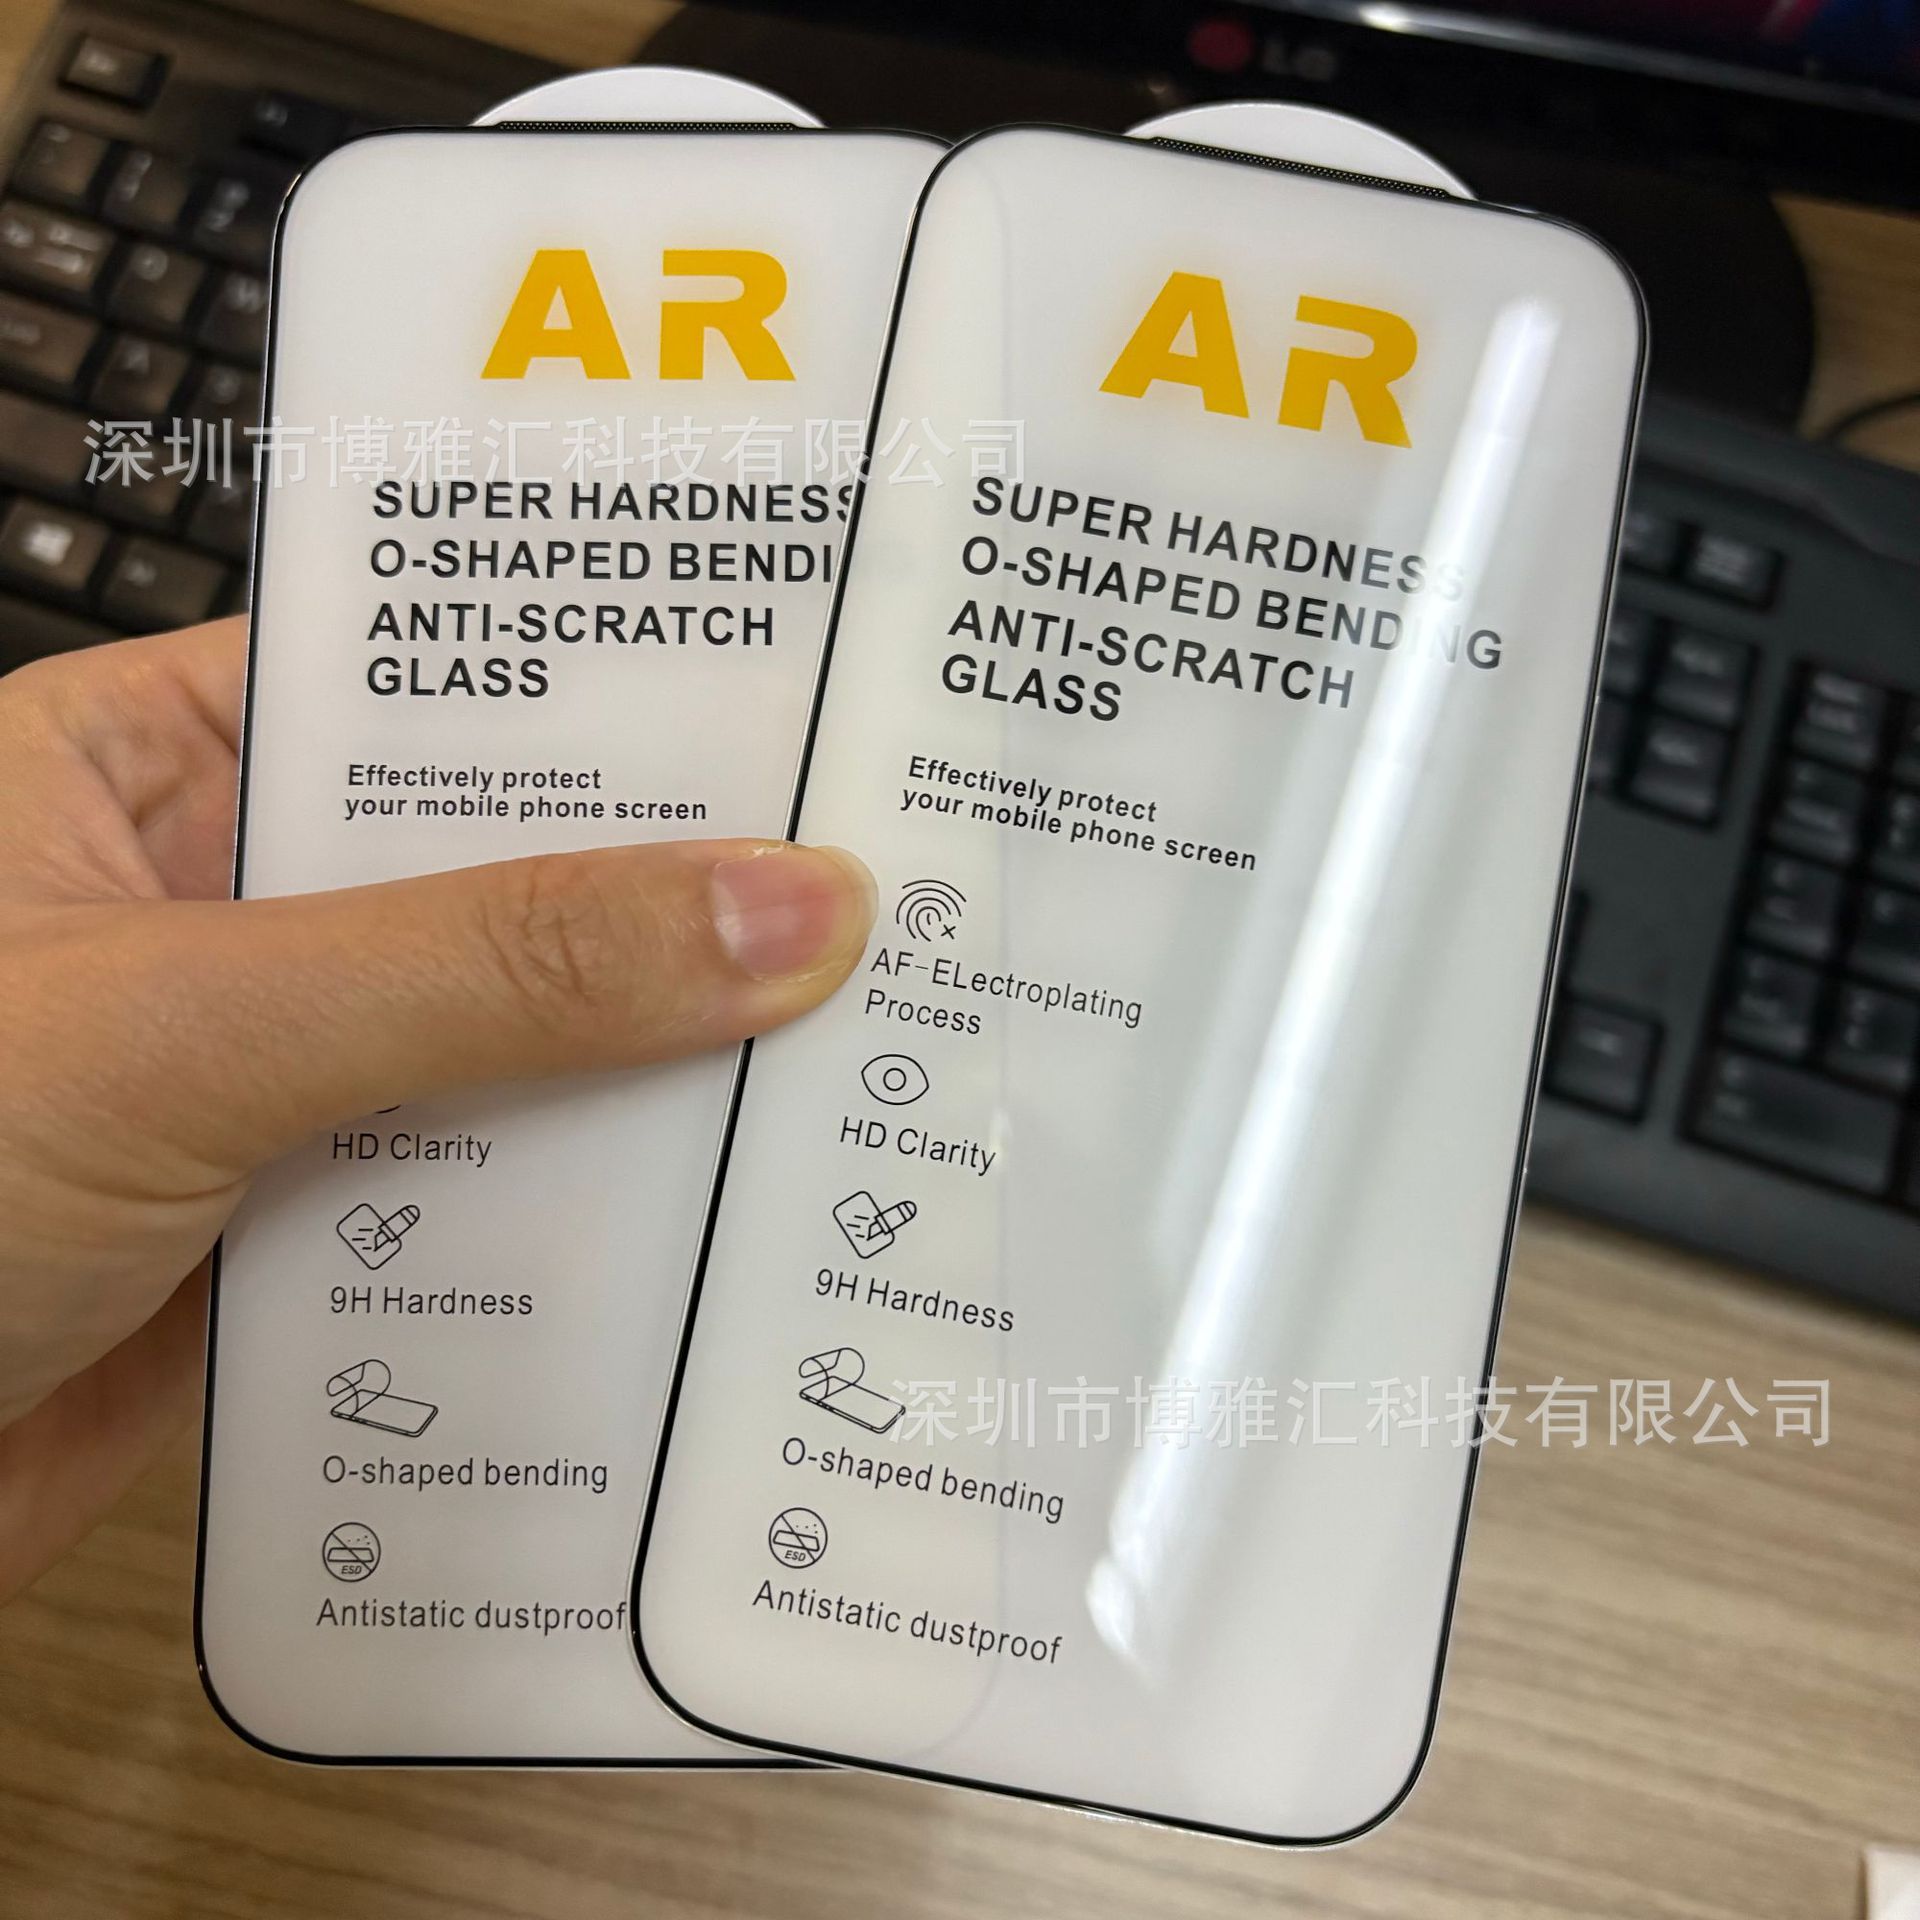 LG
AR
SUPER HARDNESS
O-SHAPED BENDI
ANTI-SCRATCH
GLASS
Effectively protect
your mobile phone screen
HD Clarity
9H Hardness
O-shaped bending
ESD
Antistatic dustproof
AR
SUPER HARDNESS
O-SHAPED BENDING
ANTI-SCRATCH
GLASS
Effectively protect
your mobile phone screen
AF-ELectroplating
Process
HD Clarity
9H Hardness
O-shaped bending
ESD
Antistatic dustproof
深圳市博雅汇科技有限公司
深圳市博雅汇科技有限公司